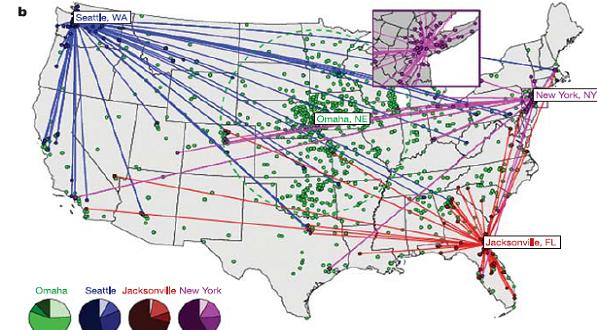 b
Seattle, WA
New York, NY
Omaha, NE
Jacksonville, FL
Omaha Seattle Jacksonville New York